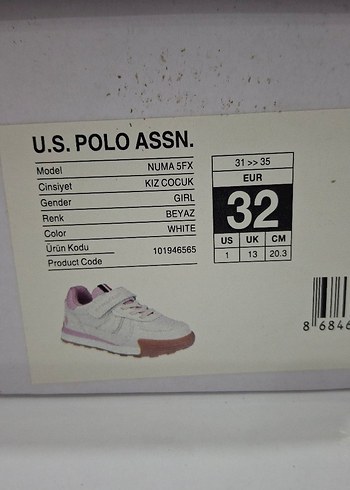 U.S. POLO ASSN.
Model NUMA 5FX
Cinsiyet KIZ COCUK
Gender GIRL
Renk BEYAZ
Color WHITE
Ürün Kodu 101946565
Product Code
31 >> 35
EUR
32
US UK CM
1 13 20.3
8 6846